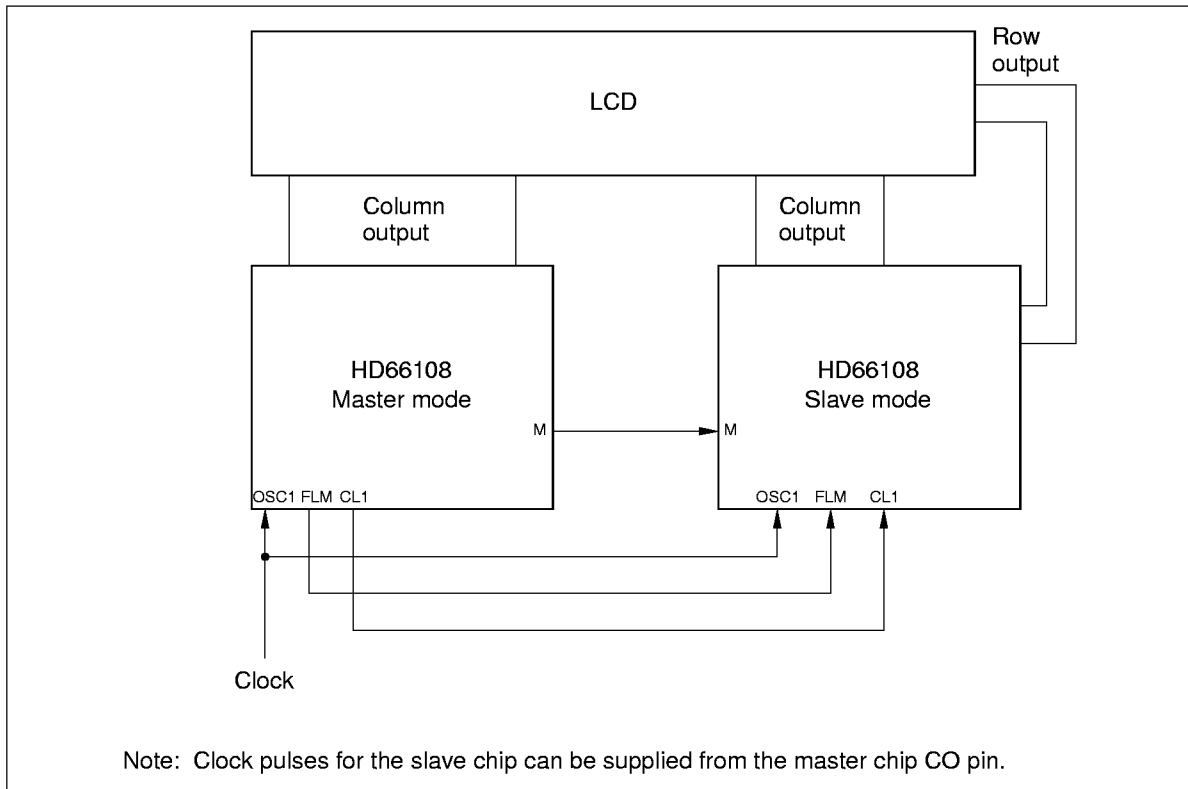 Row
output
LCD
Column
output
Column
output
HD66108
Master mode
HD66108
Slave mode
M
M
OSC1 FLM CL1
OSC1 FLM CL1
Clock
Note: Clock pulses for the slave chip can be supplied from the master chip CO pin.